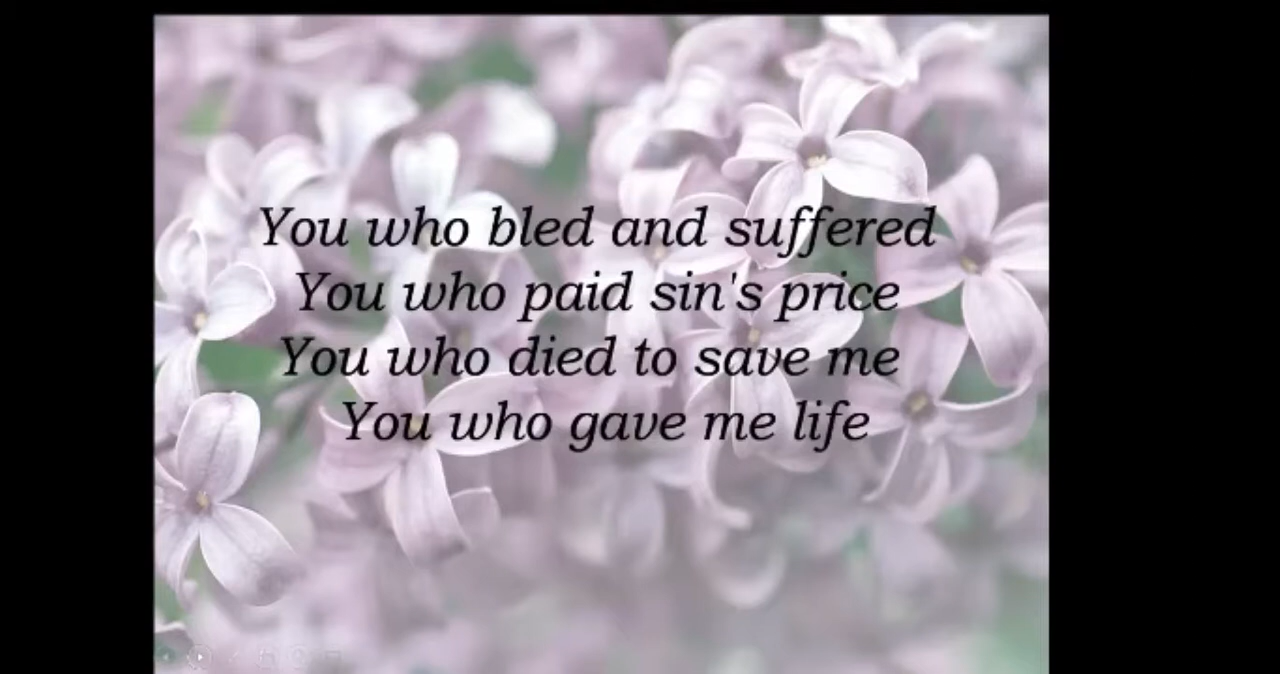 You who bled and suffered
You who paid sin's price
You who died to save me
You who gave me life